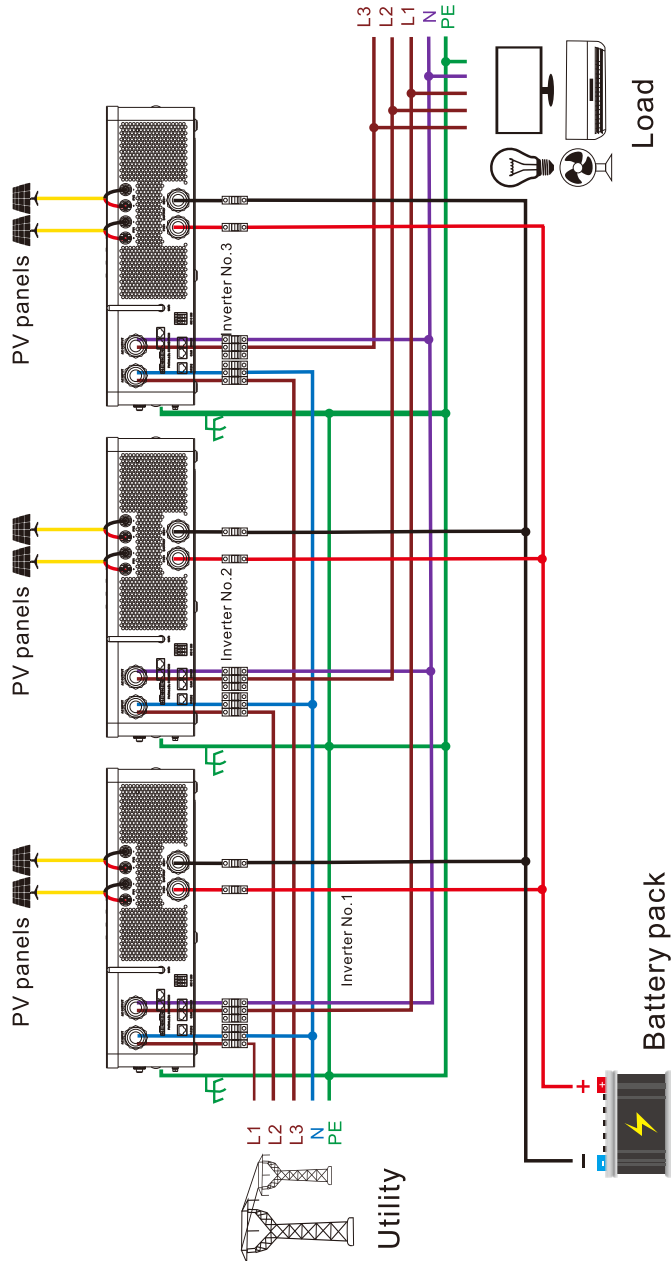 PV panels
PV panels
PV panels
Inverter No.1
Inverter No.2
Inverter No.3
L1
L2
L3
N
PE
Utility
L3
L2
L1
N
PE
Load
+
−
+
-
Battery pack